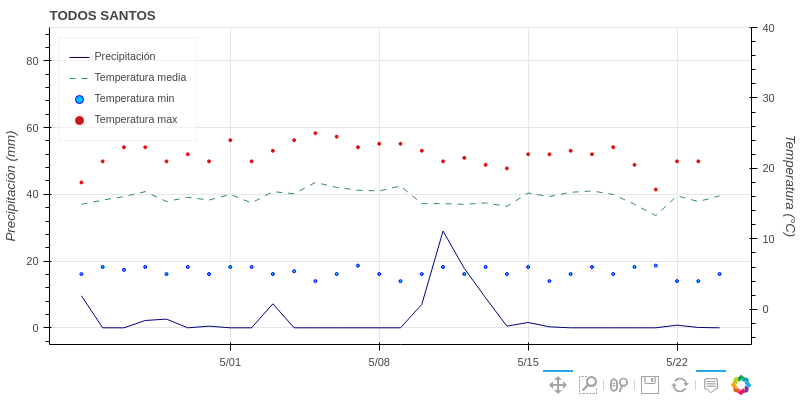 TODOS SANTOS
Precipitación
Temperatura media
Temperatura min
Temperatura max
Precipitación (mm)
80
60
40
20
0
40
30
20
10
0
Temperatura (°C)
5/01
5/08
5/15
5/22